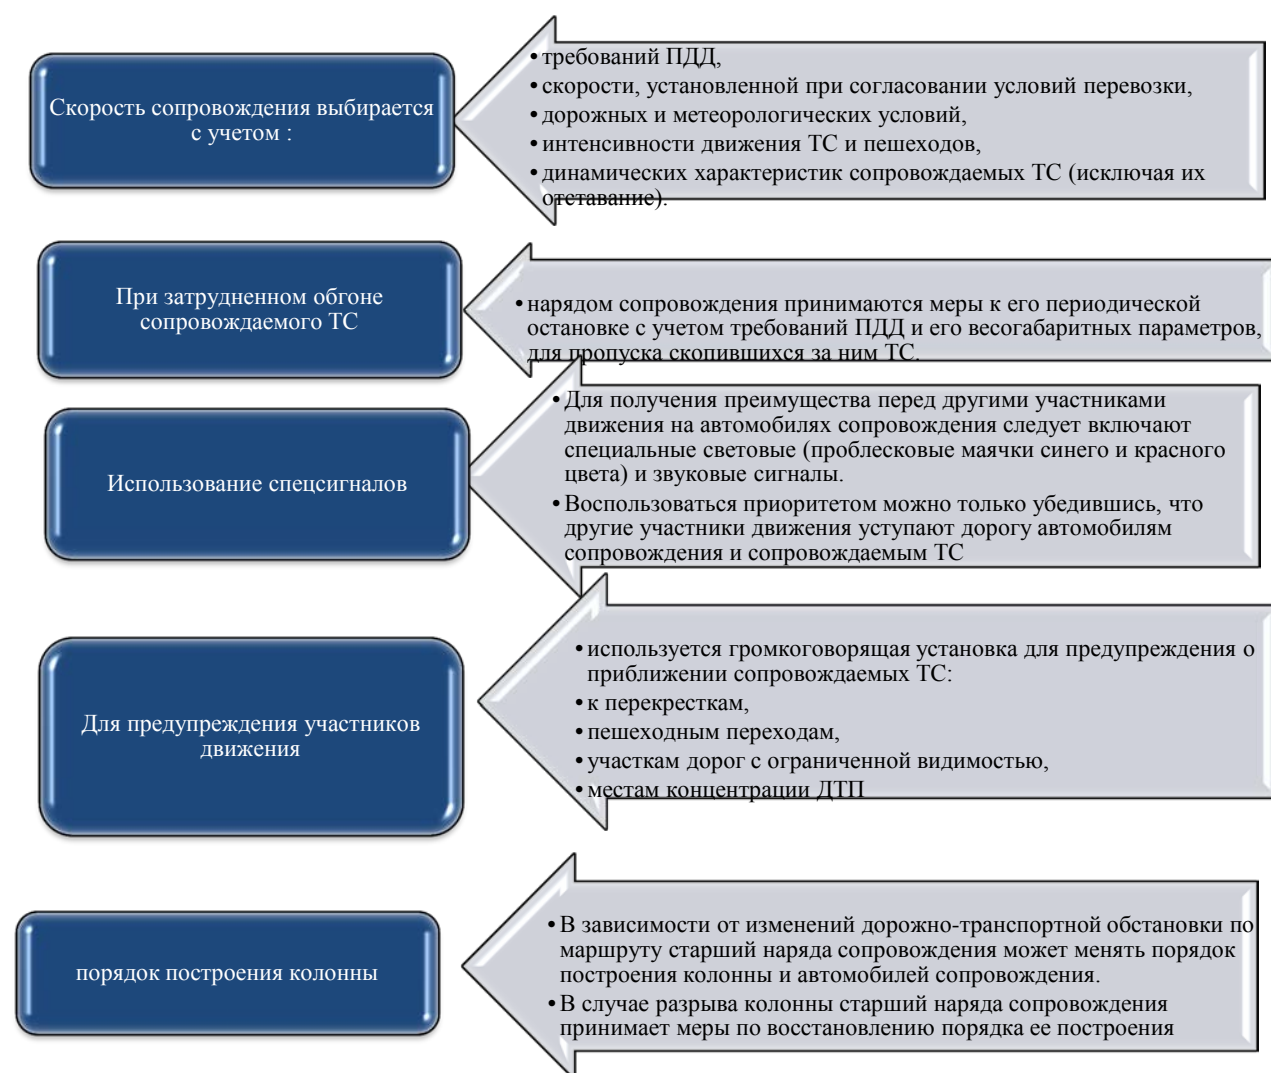 Скорость сопровождения выбирается
с учетом :
• требований ПДД,
• скорости, установленной при согласовании условий перевозки,
• дорожных и метеорологических условий,
• интенсивности движения ТС и пешеходов,
• динамических характеристик сопровождаемых ТС (исключая их
отставание).
При затрудненном обгоне
сопровождаемого ТС
• нарядом сопровождения принимаются меры к его периодической
остановке с учетом требований ПДД и его весогабаритных параметров,
для пропуска скопившихся за ним ТС.
Использование спецсигналов
• Для получения преимущества перед другими участниками
движения на автомобилях сопровождения следует включают
специальные световые (проблесковые маячки синего и красного
цвета) и звуковые сигналы.
• Воспользоваться приоритетом можно только убедившись, что
другие участники движения уступают дорогу автомобилям
сопровождения и сопровождаемым ТС
Для предупреждения участников
движения
• используется громкоговорящая установка для предупреждения о
приближении сопровождаемых ТС:
• к перекресткам,
• пешеходным переходам,
• участкам дорог с ограниченной видимостью,
• местам концентрации ДТП
порядок построения колонны
• В зависимости от изменений дорожно-транспортной обстановки по
маршруту старший наряда сопровождения может менять порядок
построения колонны и автомобилей сопровождения.
• В случае разрыва колонны старший наряда сопровождения
принимает меры по восстановлению порядка ее построения